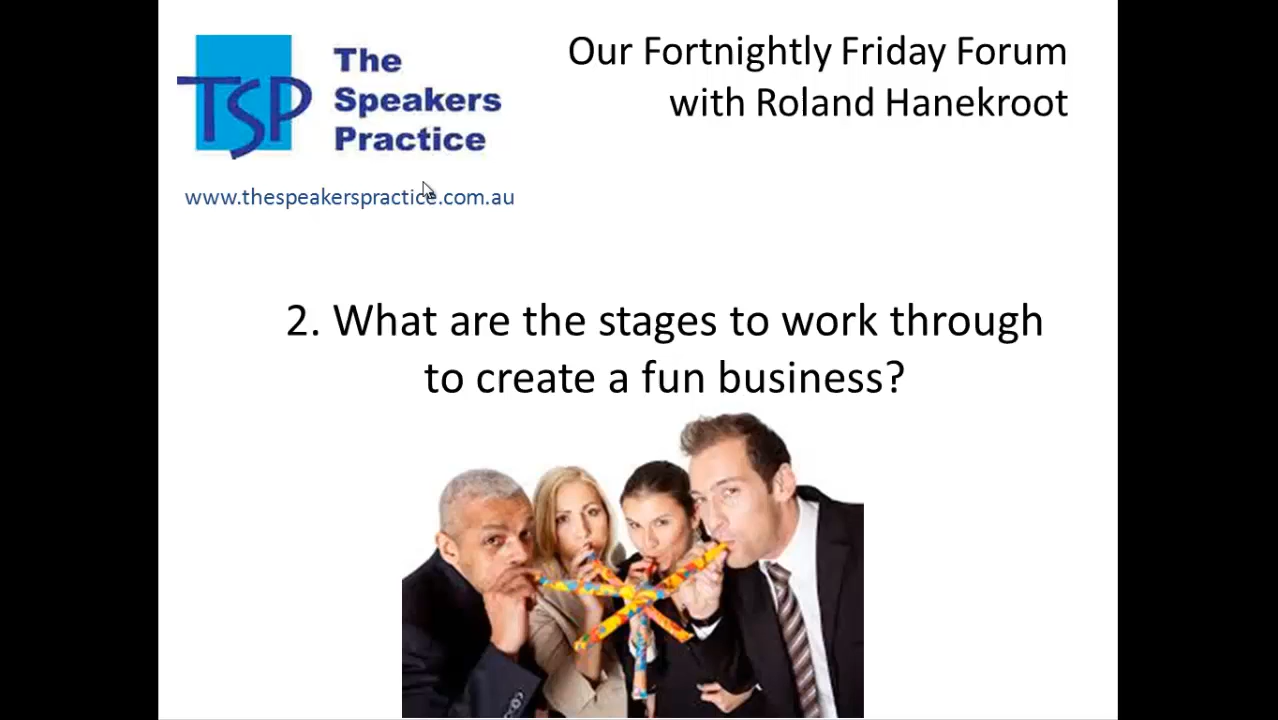 TSP
The
Speakers
Practice
www.thespeakerspractice.com.au
Our Fortnightly Friday Forum
with Roland Hanekroot
2. What are the stages to work through
to create a fun business?